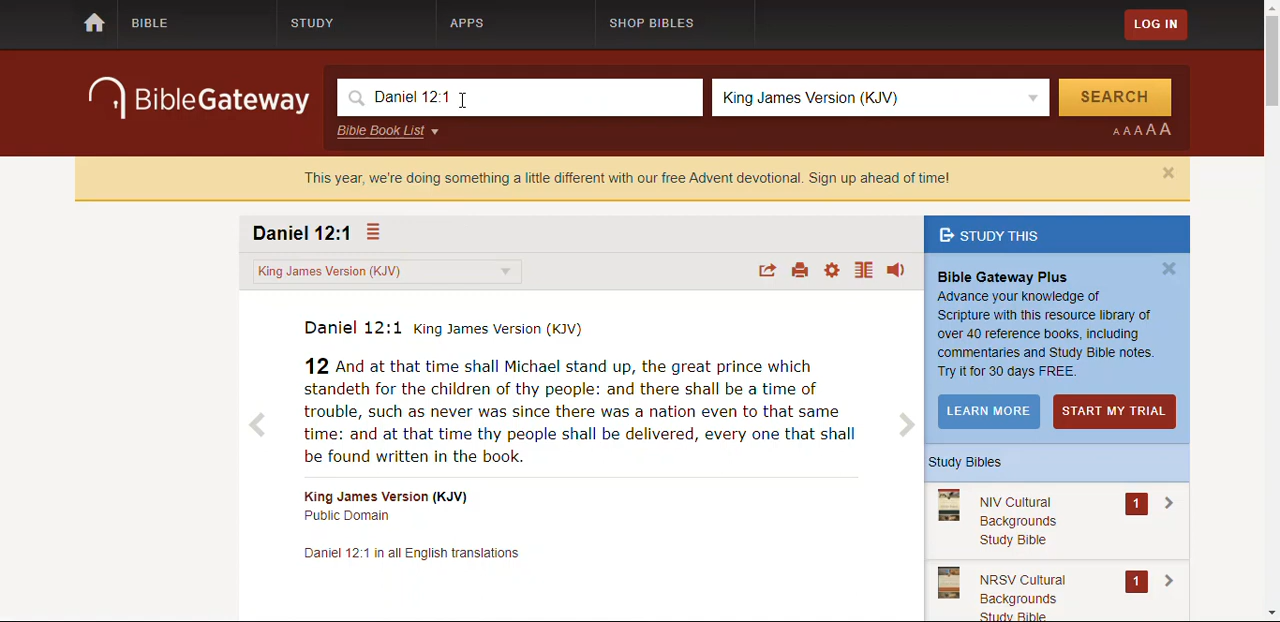 BIBLE STUDY APPS SHOP BIBLES LOG IN
BibleGateway
Daniel 12:1
King James Version (KJV)
SEARCH
Bible Book List
A A A A A
This year, we're doing something a little different with our free Advent devotional. Sign up ahead of time!
Daniel 12:1
King James Version (KJV)
Daniel 12:1 King James Version (KJV)
12 And at that time shall Michael stand up, the great prince which
standeth for the children of thy people: and there shall be a time of
trouble, such as never was since there was a nation even to that same
time: and at that time thy people shall be delivered, every one that shall
be found written in the book.
King James Version (KJV)
Public Domain
Daniel 12:1 in all English translations
STUDY THIS
Bible Gateway Plus
Advance your knowledge of
Scripture with this resource library of
over 40 reference books, including
commentaries and Study Bible notes.
Try it for 30 days FREE.
LEARN MORE START MY TRIAL
Study Bibles
NIV Cultural
Backgrounds
Study Bible
1
NRSV Cultural
Backgrounds
Study Bible
1